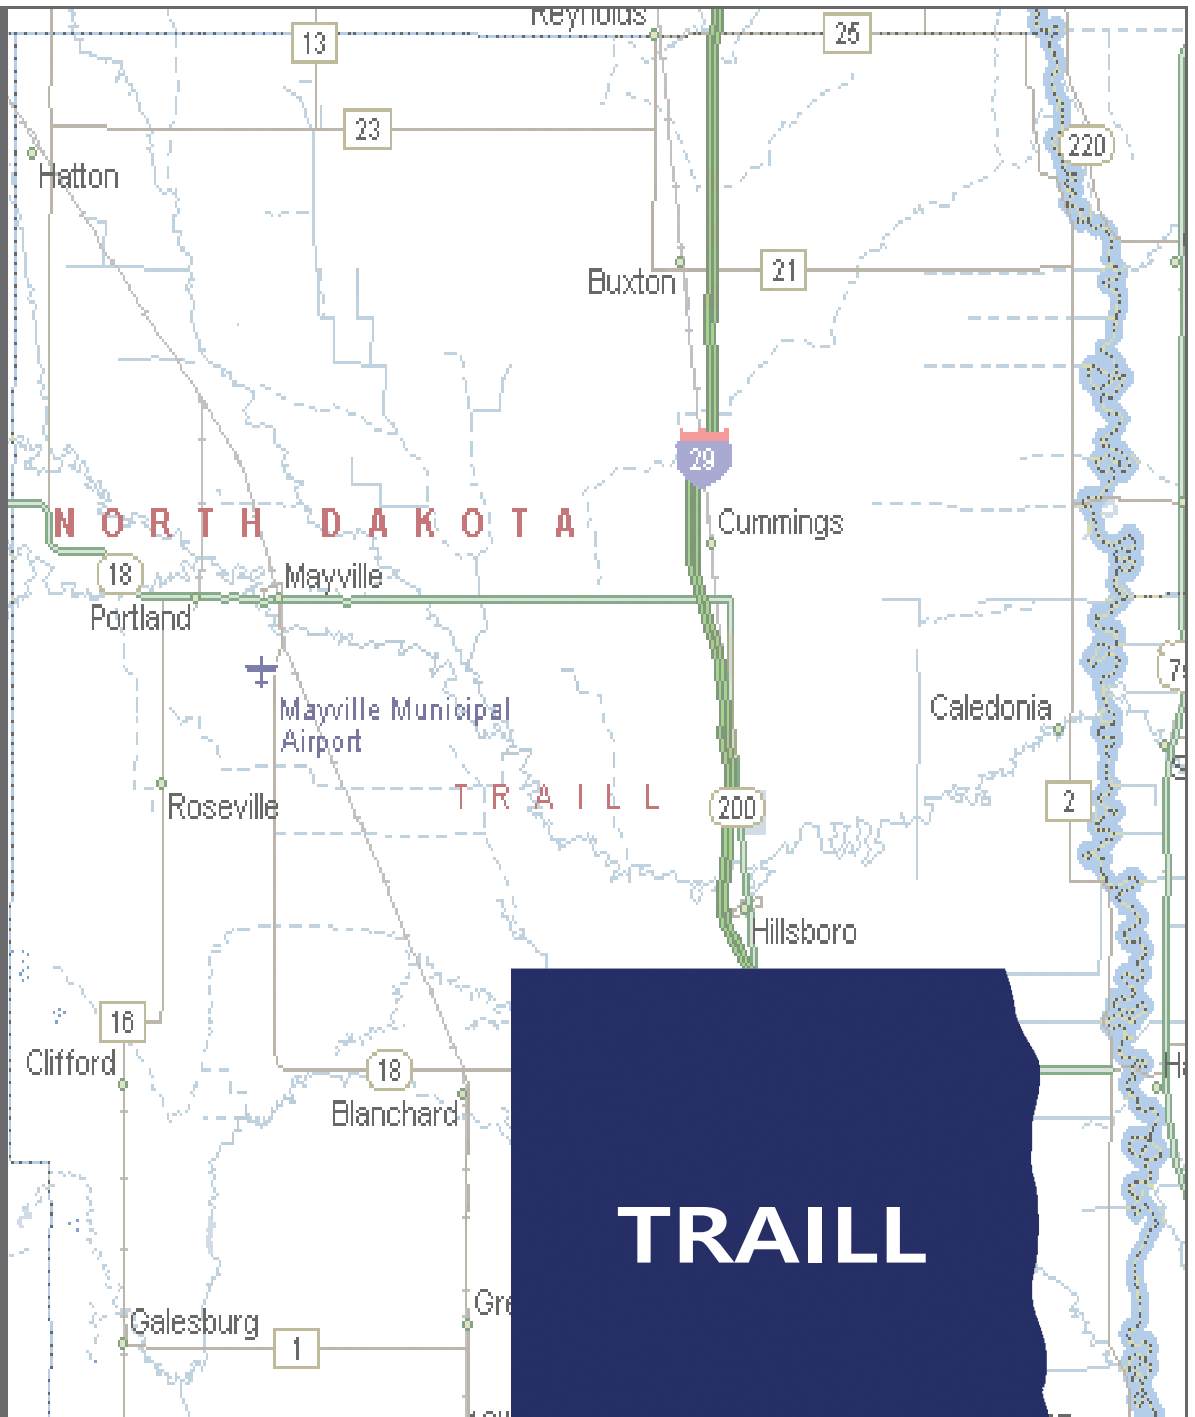 Reynolds
13
25
23
220
Hatton
Buxton
21
29
NORTH DAKOTA
Cummings
18
Mayville
Portland
Mayville Municipal
Airport
Caledonia
TRAILL
Roseville
200
2
Hillsboro
16
Clifford
18
Blanchard
TRAILL
Galesburg
1